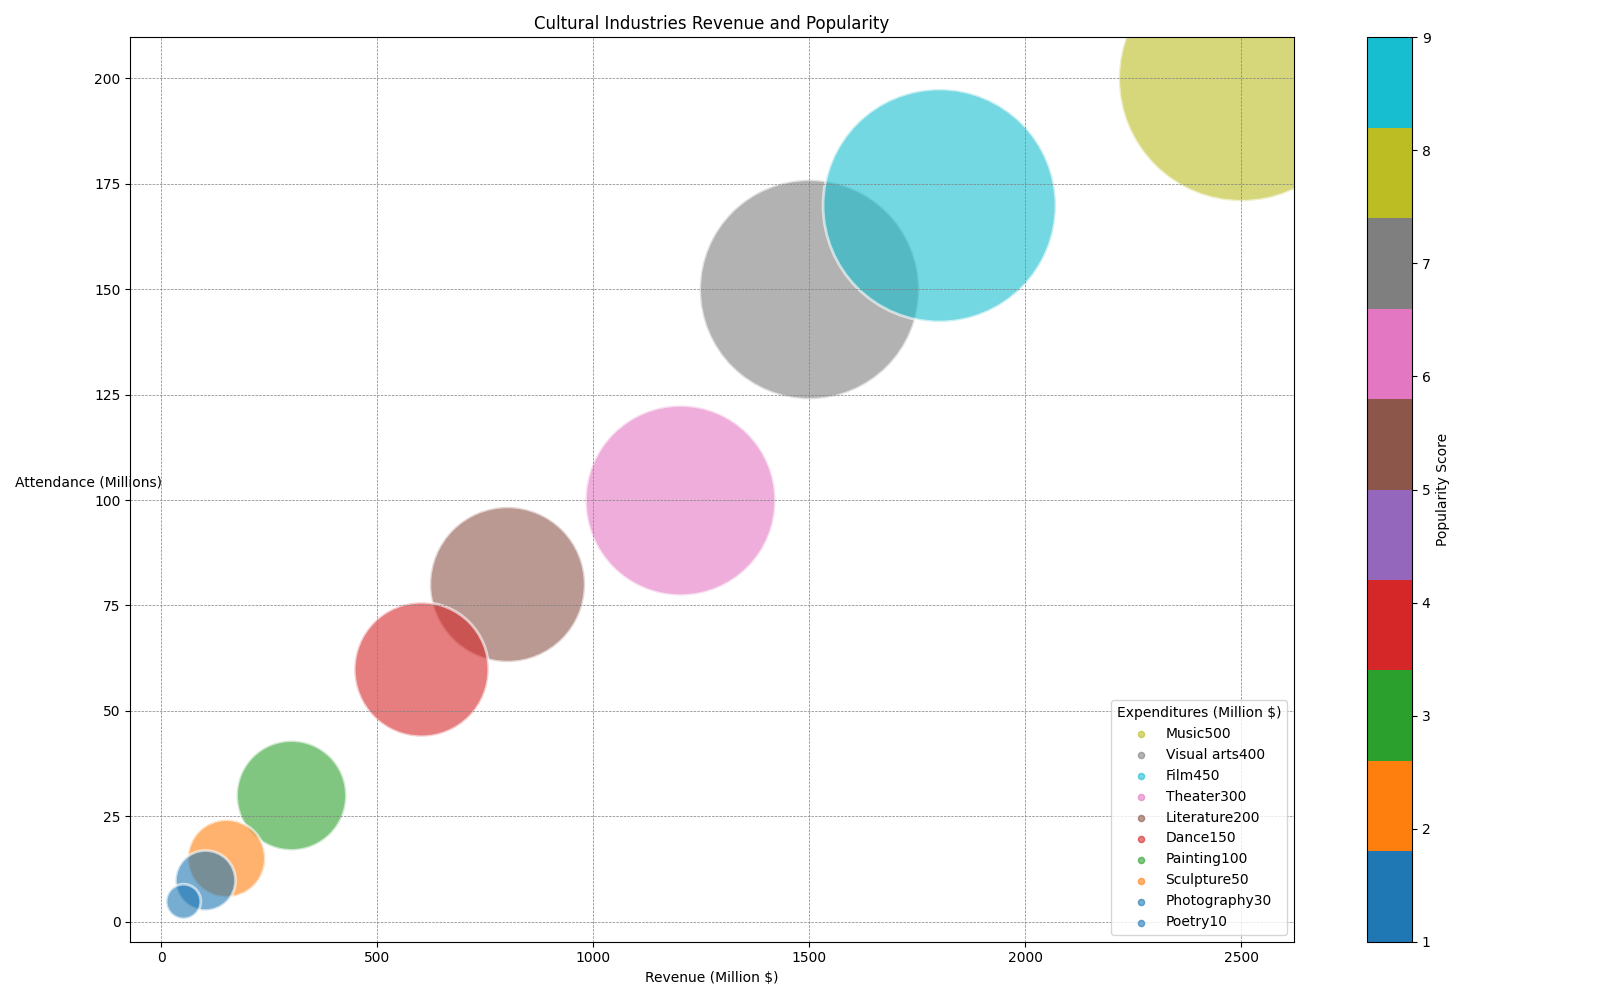 Cultural Industries Revenue and Popularity
200
175
150
125
100
75
50
25
0
Attendance (Millions)
0 500 1000 1500 2000 2500
Revenue (Million $)
Expenditures (Million $)
Music500
Visual arts400
Film450
Theater300
Literature200
Dance150
Painting100
Sculpture50
Photography30
Poetry10
9
8
7
6
5
4
3
2
1
Popularity Score